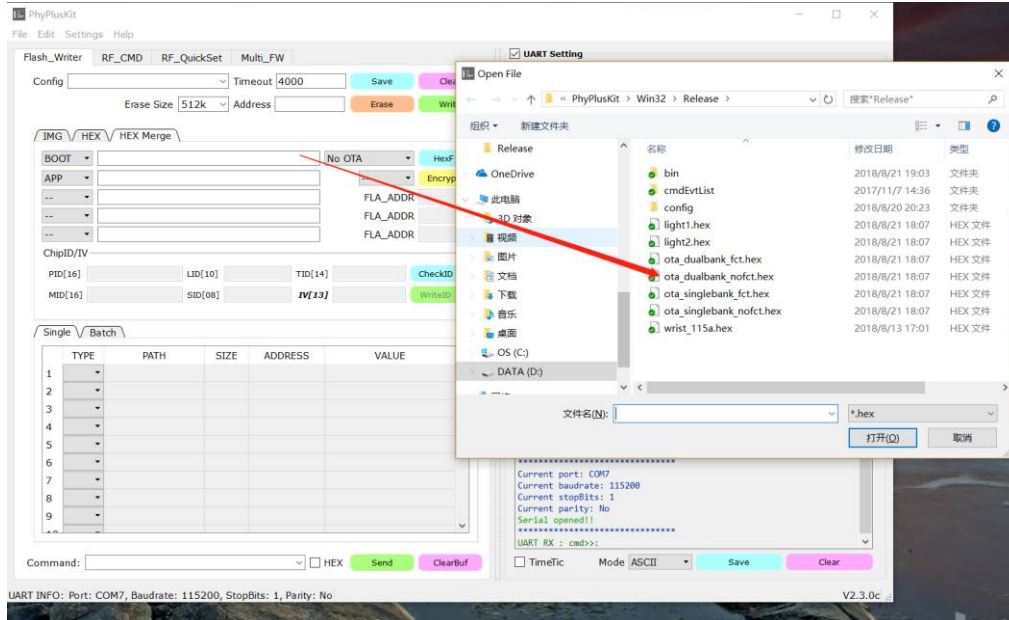 PhyPlusKit
File Edit Settings Help
Flash_Writer RF_CMD RF_QuickSet Multi_FW
UART Setting
Config Timeout 4000 Save
Erase Size 512k Address Erase
IMG HEX HEX Merge
BOOT No OTA
APP --
-- FLA_ADDR
-- FLA_ADDR
-- FLA_ADDR
ChipID/IV
PID[16] LID[10] TID[14] CheckID
MID[16] SID[08] IV[13] WriteID
Single Batch
TYPE PATH SIZE ADDRESS VALUE
1
2
3
4
5
6
7
8
9
Command: HEX Send ClearBuf
Open File
« PhyPlusKit › Win32 › Release › 搜索"Release"
组织 新建文件夹
Release
OneDrive
此电脑
3D 对象
视频
图片
文档
下载
音乐
桌面
OS (C:)
DATA (D:)
名称 修改日期 类型
bin 2018/8/21 19:03 文件夹
cmdEvtList 2017/11/7 14:36 文件夹
config 2018/8/20 20:23 文件夹
light1.hex 2018/8/21 18:07 HEX 文件
light2.hex 2018/8/21 18:07 HEX 文件
ota_dualbank_fct.hex 2018/8/21 18:07 HEX 文件
ota_dualbank_nofct.hex 2018/8/21 18:07 HEX 文件
ota_singlebank_fct.hex 2018/8/21 18:07 HEX 文件
ota_singlebank_nofct.hex 2018/8/21 18:07 HEX 文件
wrist_115a.hex 2018/8/13 17:01 HEX 文件
文件名(N): *.hex
打开(O) 取消
Current port: COM7
Current baudrate: 115200
Current stopBits: 1
Current parity: No
Serial opened!!
********************************
UART RX : cmd>>:
TimeTic Mode ASCII Save Clear
UART INFO: Port: COM7, Baudrate: 115200, StopBits: 1, Parity: No V2.3.0c